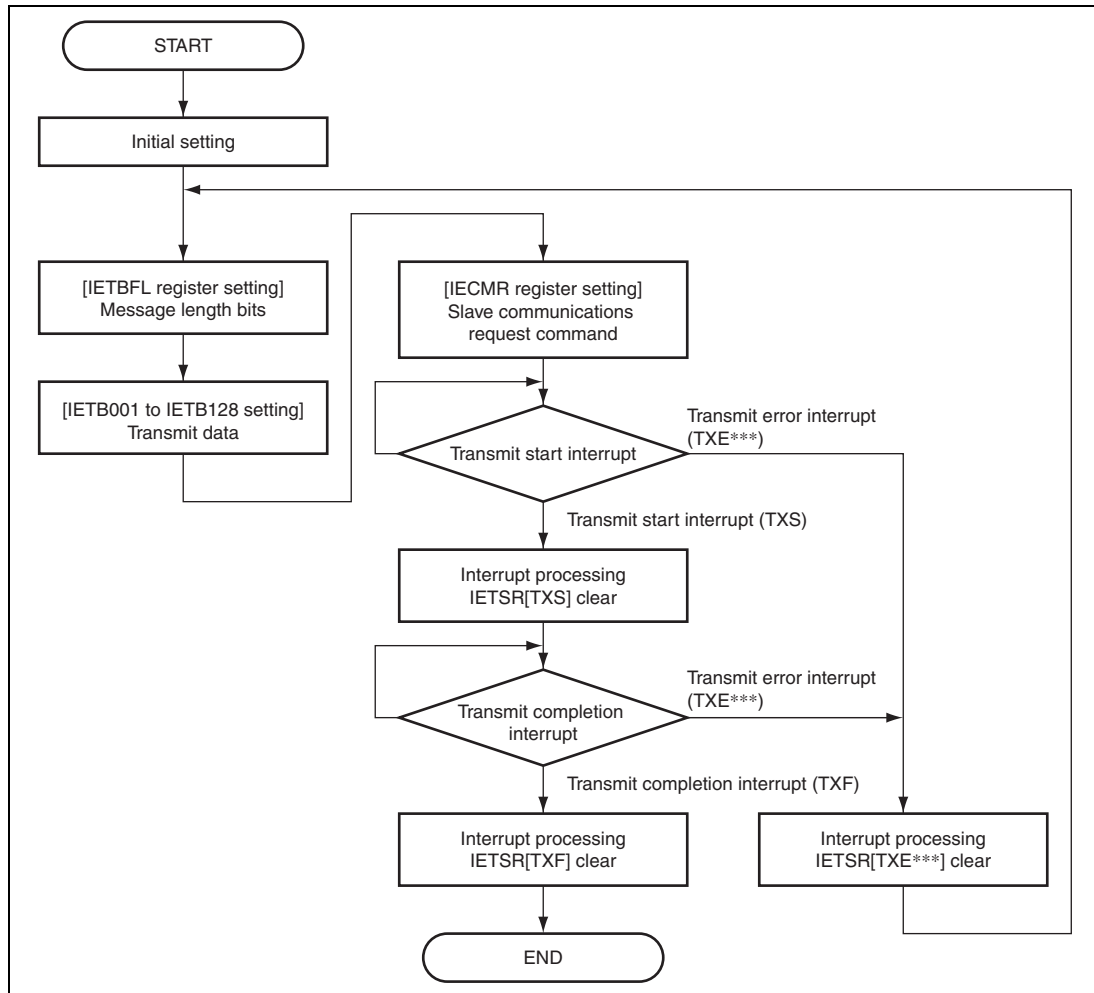 START
Initial setting
[IETBFL register setting]
Message length bits
[IETB001 to IETB128 setting]
Transmit data
[IECMR register setting]
Slave communications
request command
Transmit start interrupt
Transmit error interrupt
(TXE***)
Transmit start interrupt (TXS)
Interrupt processing
IETSR[TXS] clear
Transmit completion
interrupt
Transmit error interrupt
(TXE***)
Transmit completion interrupt (TXF)
Interrupt processing
IETSR[TXF] clear
Interrupt processing
IETSR[TXE***] clear
END